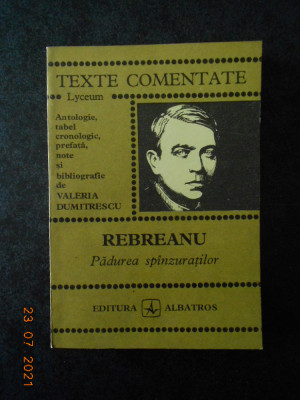 TEXTE COMENTATE
Lyceum
Antologie,
tabel
cronologic,
prefață,
note
și
bibliografie
de
VALERIA
DUMITRESCU
REBREANU
Pădurea spînzuraților
EDITURA ALBATROS
23 07 2021